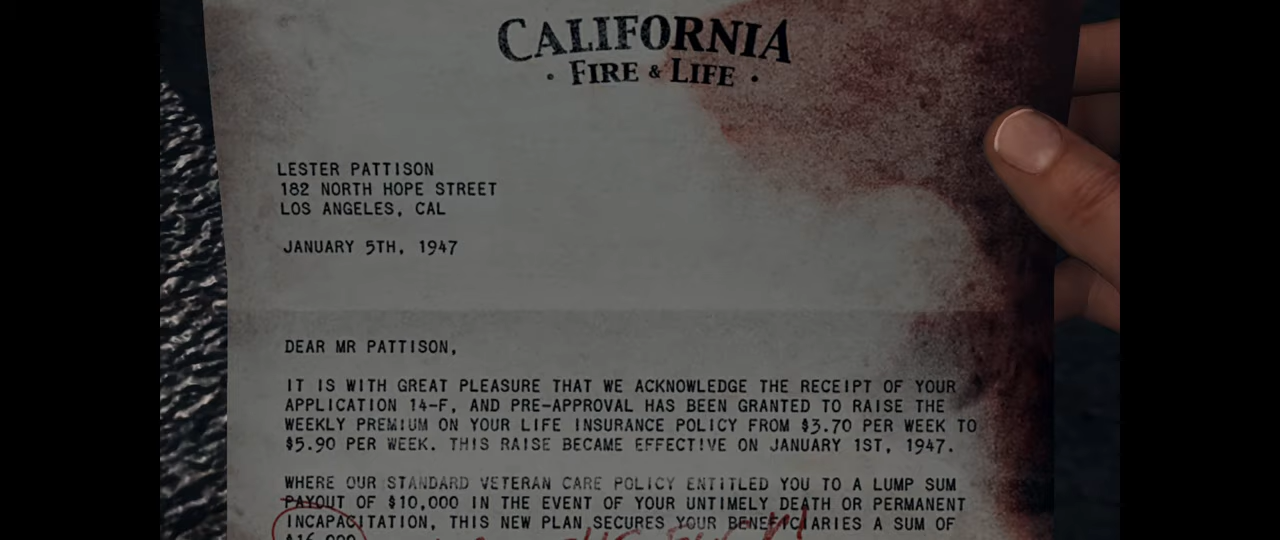 CALIFORNIA
· FIRE & LIFE ·
LESTER PATTISON
182 NORTH HOPE STREET
LOS ANGELES, CAL
JANUARY 5TH, 1947
DEAR MR PATTISON,
IT IS WITH GREAT PLEASURE THAT WE ACKNOWLEDGE THE RECEIPT OF YOUR
APPLICATION 14-F, AND PRE-APPROVAL HAS BEEN GRANTED TO RAISE THE
WEEKLY PREMIUM ON YOUR LIFE INSURANCE POLICY FROM $3.70 PER WEEK TO
$5.90 PER WEEK. THIS RAISE BECAME EFFECTIVE ON JANUARY 1ST, 1947.
WHERE OUR STANDARD VETERAN CARE POLICY ENTITLED YOU TO A LUMP SUM
PAYOUT OF $10,000 IN THE EVENT OF YOUR UNTIMELY DEATH OR PERMANENT
INCAPACITATION, THIS NEW PLAN SECURES YOUR BENEFICIARIES A SUM OF